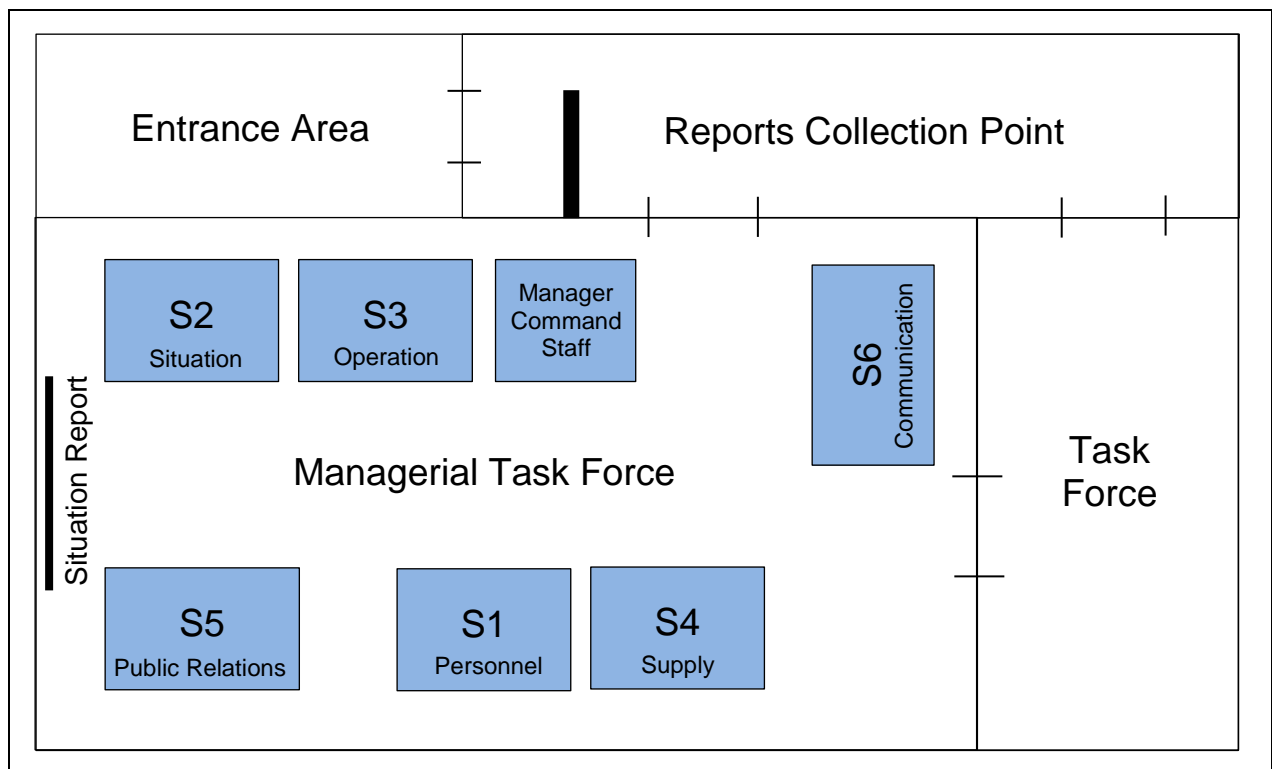 Entrance Area
Reports Collection Point
S2
Situation
S3
Operation
Manager
Command
Staff
S6
Communication
Situation Report
Managerial Task Force
Task
Force
S5
Public Relations
S1
Personnel
S4
Supply